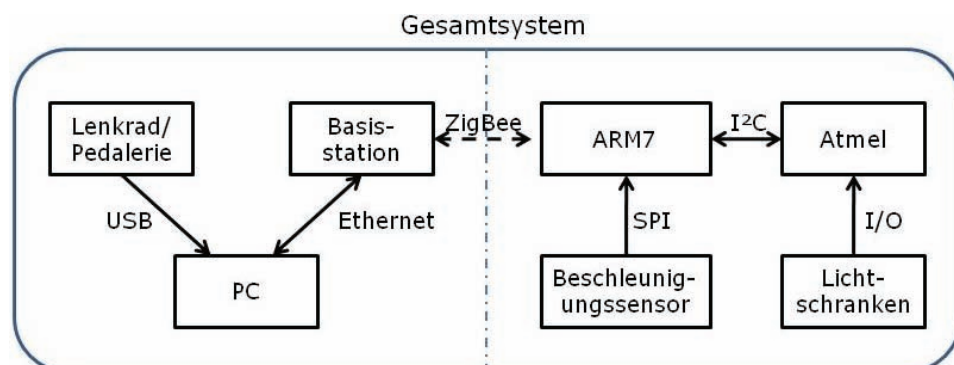 Gesamtsystem
Lenkrad/
Pedalerie
Basis-
station
ZigBee
ARM7
I²C
Atmel
USB
Ethernet
SPI
I/O
PC
Beschleunig-
ungssensor
Licht-
schranken